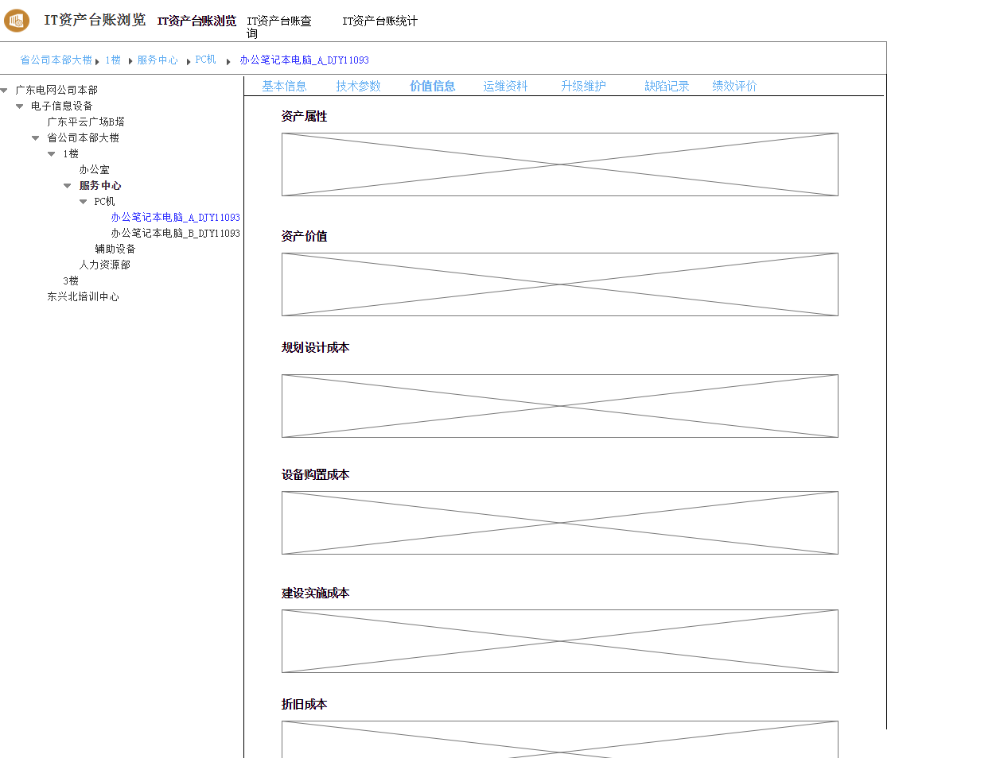 IT资产台账浏览
IT资产台账浏览
IT资产台账查
询
IT资产台账统计
省公司本部大楼
1楼
服务中心
PC机
办公笔记本电脑_A_DJY11093
广东电网公司本部
电子信息设备
广东平云广场B塔
省公司本部大楼
1楼
办公室
服务中心
PC机
办公笔记本电脑_A_DJY11093
办公笔记本电脑_B_DJY11093
辅助设备
人力资源部
3楼
东兴北培训中心
基本信息
技术参数
价值信息
运维资料
升级维护
缺陷记录
绩效评价
资产属性
资产价值
规划设计成本
设备购置成本
建设实施成本
折旧成本